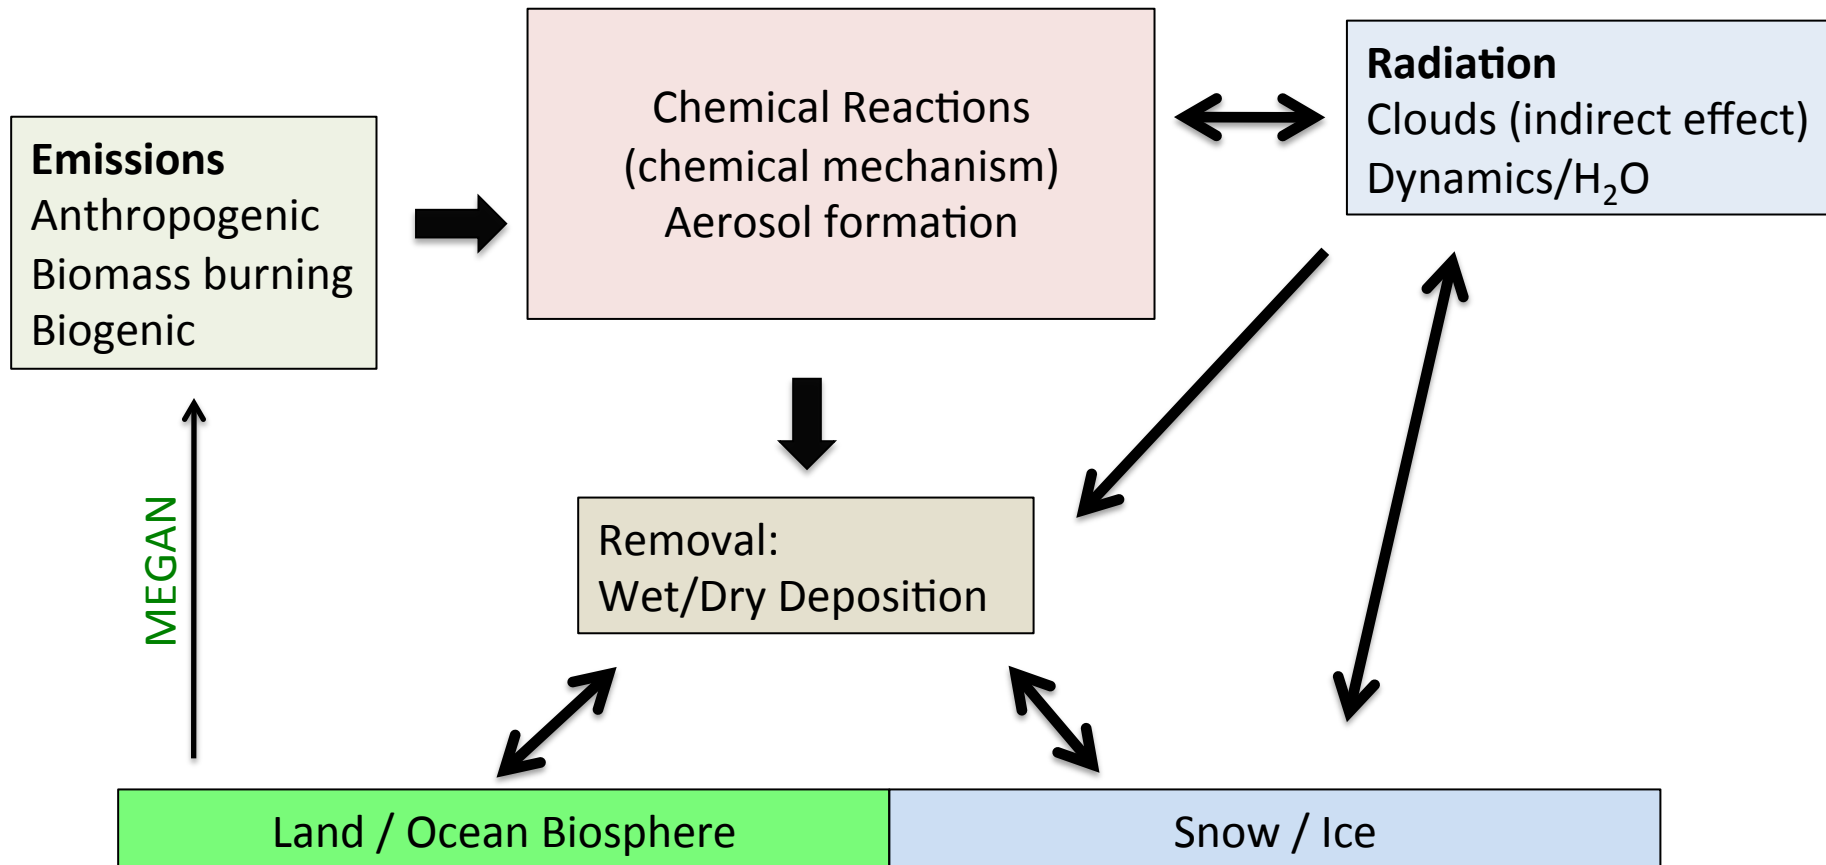 Emissions
Anthropogenic
Biomass burning
Biogenic
Chemical Reactions
(chemical mechanism)
Aerosol formation
Radiation
Clouds (indirect effect)
Dynamics/H₂O
MEGAN
Removal:
Wet/Dry Deposition
Land / Ocean Biosphere
Snow / Ice